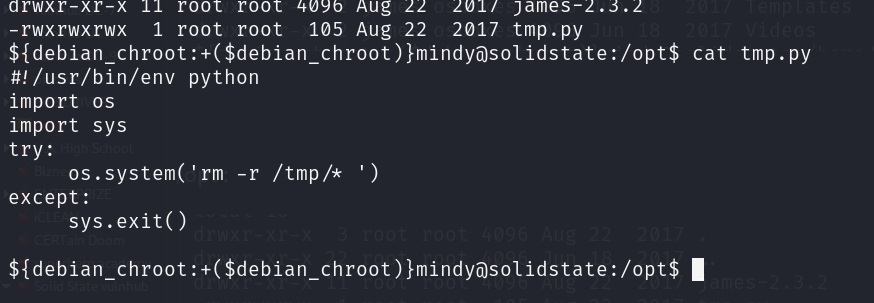 drwxr-xr-x 11 root root 4096 Aug 22  2017 james-2.3.2
-rwxrwxrwx  1 root root  105 Aug 22  2017 tmp.py
${debian_chroot:+($debian_chroot)}mindy@solidstate:/opt$ cat tmp.py
#!/usr/bin/env python
import os
import sys
try:
     os.system('rm -r /tmp/* ')
except:
     sys.exit()
${debian_chroot:+($debian_chroot)}mindy@solidstate:/opt$